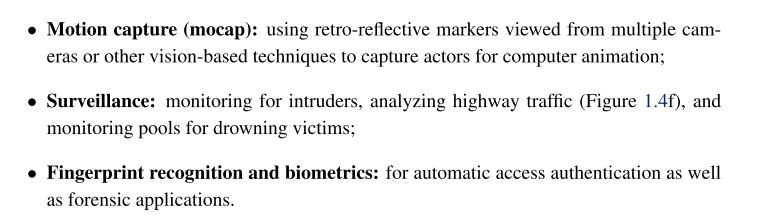 • Motion capture (mocap): using retro-reflective markers viewed from multiple cam-
eras or other vision-based techniques to capture actors for computer animation;
• Surveillance: monitoring for intruders, analyzing highway traffic (Figure 1.4f), and
monitoring pools for drowning victims;
• Fingerprint recognition and biometrics: for automatic access authentication as well
as forensic applications.